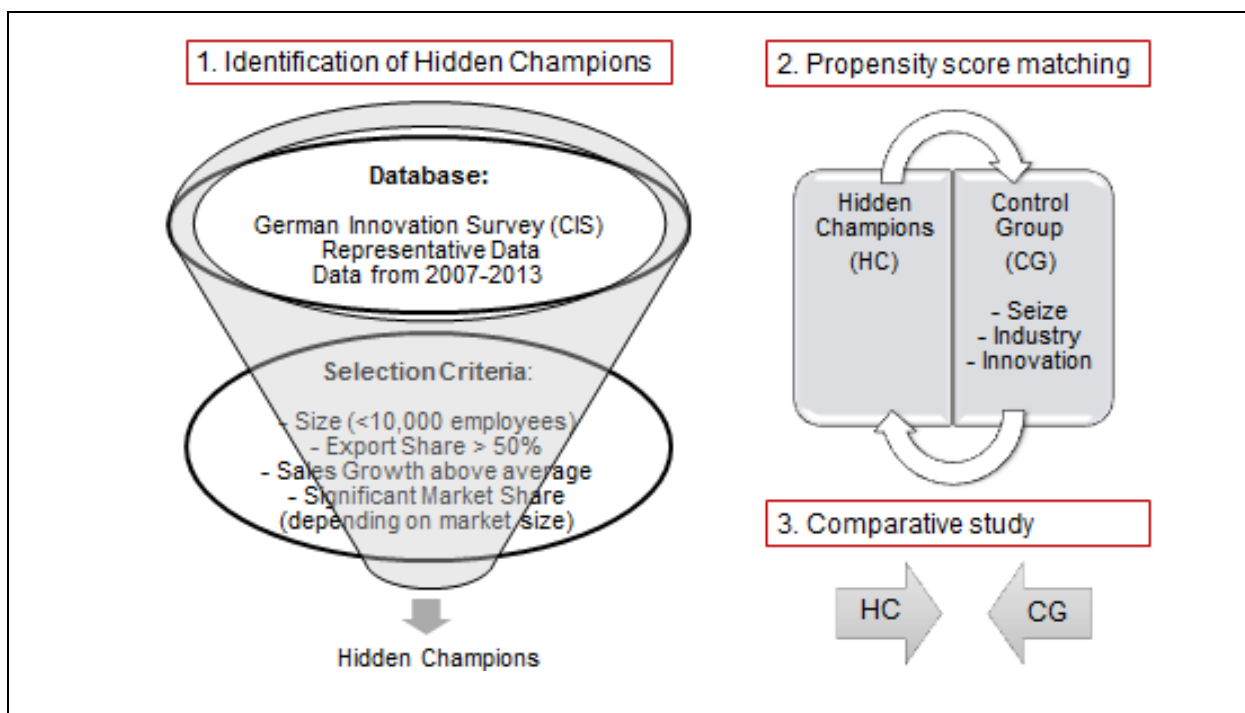 1. Identification of Hidden Champions
Database:
German Innovation Survey (CIS)
Representative Data
Data from 2007-2013
Selection Criteria:
- Size (<10,000 employees)
- Export Share > 50%
- Sales Growth above average
- Significant Market Share
(depending on market size)
Hidden Champions
2. Propensity score matching
Hidden
Champions
(HC)
Control
Group
(CG)
- Seize
- Industry
- Innovation
3. Comparative study
HC
CG